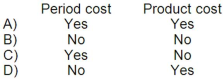 Period cost Product cost
A) Yes Yes
B) No No
C) Yes No
D) No Yes